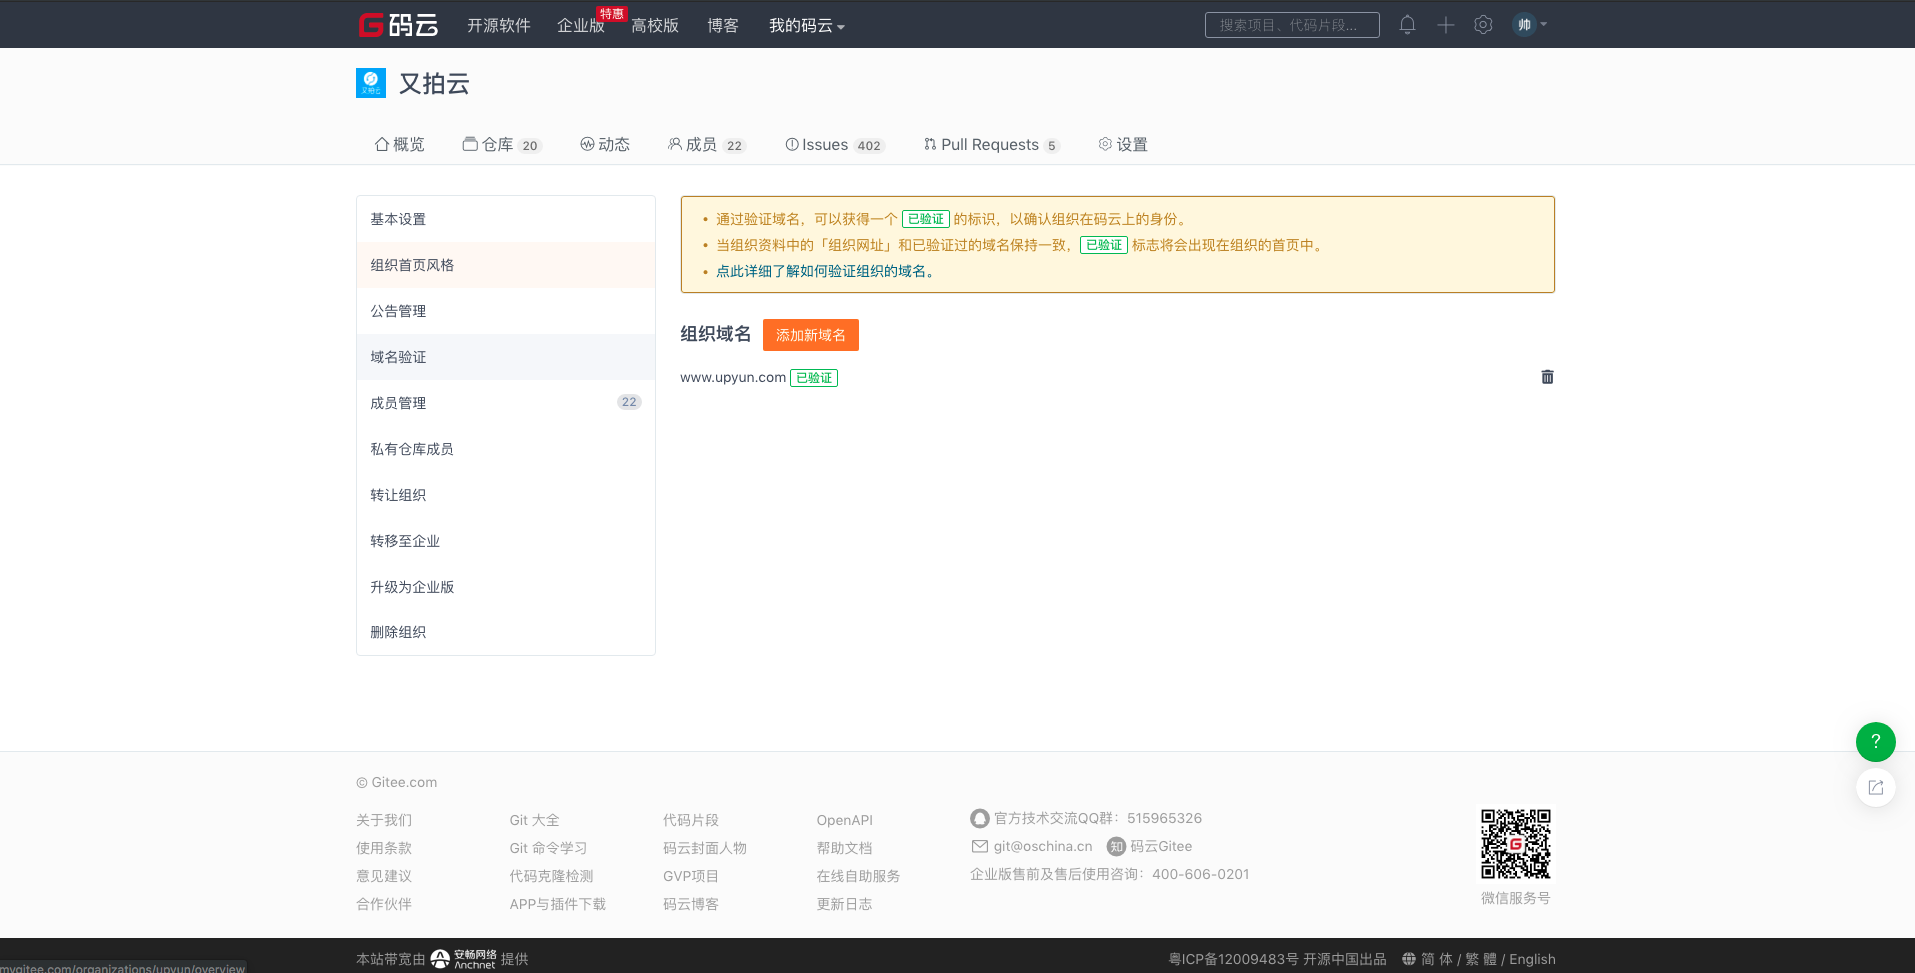 码云 开源软件 企业版 特惠 高校版 博客 我的码云 搜索项目、代码片段... 帅
又拍云 又拍云
概览 仓库 20 动态 成员 22 Issues 402 Pull Requests 5 设置
基本设置
组织首页风格
公告管理
域名验证
成员管理 22
私有仓库成员
转让组织
转移至企业
升级为企业版
删除组织
• 通过验证域名，可以获得一个 已验证 的标识，以确认组织在码云上的身份。
• 当组织资料中的「组织网址」和已验证过的域名保持一致，已验证 标志将会出现在组织的首页中。
• 点此详细了解如何验证组织的域名。
组织域名 添加新域名
www.upyun.com 已验证
?
© Gitee.com
关于我们
使用条款
意见建议
合作伙伴
Git 大全
Git 命令学习
代码克隆检测
APP与插件下载
代码片段
码云封面人物
GVP项目
码云博客
OpenAPI
帮助文档
在线自助服务
更新日志
官方技术交流QQ群：515965326
git@oschina.cn 知 码云Gitee
企业版售前及售后使用咨询：400-606-0201
G
微信服务号
本站带宽由 安畅网络 Anchnet 提供
粤ICP备12009483号 开源中国出品 简 体 / 繁 體 / English
mygitee.com/organizations/upyun/overview